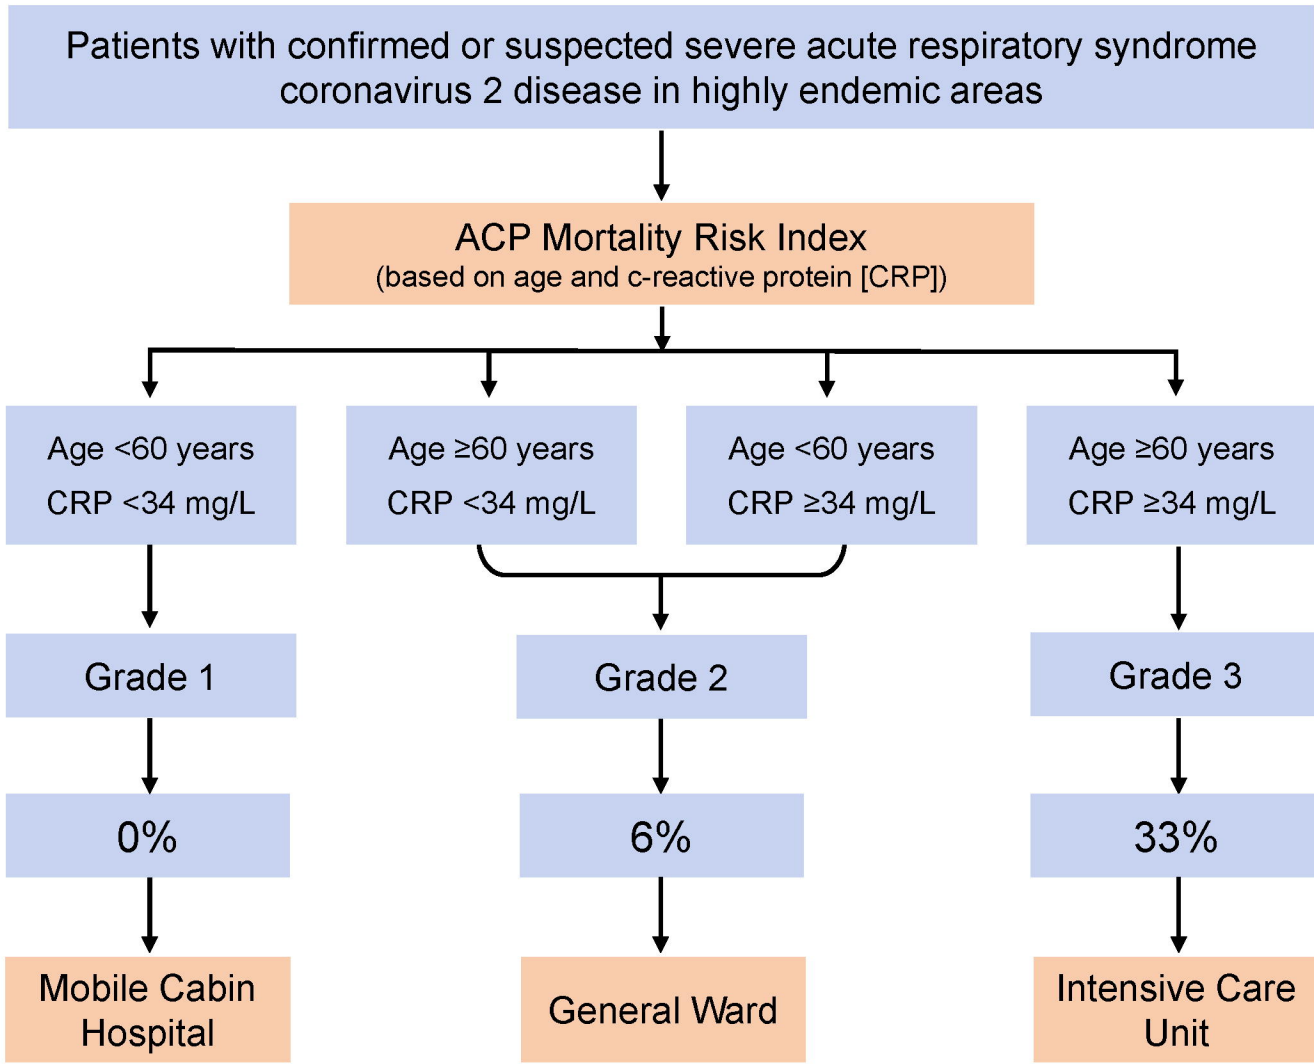 Patients with confirmed or suspected severe acute respiratory syndrome
coronavirus 2 disease in highly endemic areas
ACP Mortality Risk Index
(based on age and c-reactive protein [CRP])
Age <60 years
CRP <34 mg/L
Age ≥60 years
CRP <34 mg/L
Age <60 years
CRP ≥34 mg/L
Age ≥60 years
CRP ≥34 mg/L
Grade 1
Grade 2
Grade 3
0%
6%
33%
Mobile Cabin
Hospital
General Ward
Intensive Care
Unit